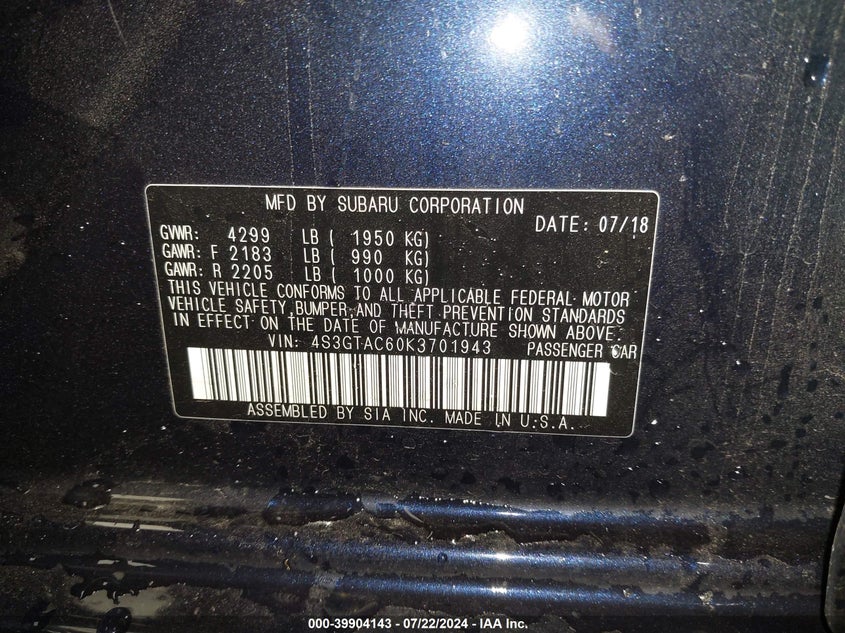 MFD BY SUBARU CORPORATION
DATE: 07/18
GVWR: 4299 LB ( 1950 KG)
GAWR: F 2183 LB ( 990 KG)
GAWR: R 2205 LB ( 1000 KG)
THIS VEHICLE CONFORMS TO ALL APPLICABLE FEDERAL MOTOR
VEHICLE SAFETY, BUMPER, AND THEFT PREVENTION STANDARDS
IN EFFECT ON THE DATE OF MANUFACTURE SHOWN ABOVE.
VIN: 4S3GTAC60K3701943 PASSENGER CAR
ASSEMBLED BY SIA INC. MADE IN U.S.A.
000-39904143 - 07/22/2024 - IAA Inc.